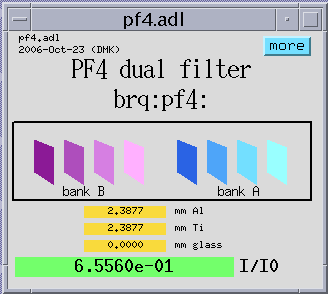 pf4.adl
pf4.adl
2006-Oct-23 (DMK)
more
PF4 dual filter
brq:pf4:
bank B bank A
2.3877 mm Al
2.3877 mm Ti
0.0000 mm glass
6.5560e-01 I/I0